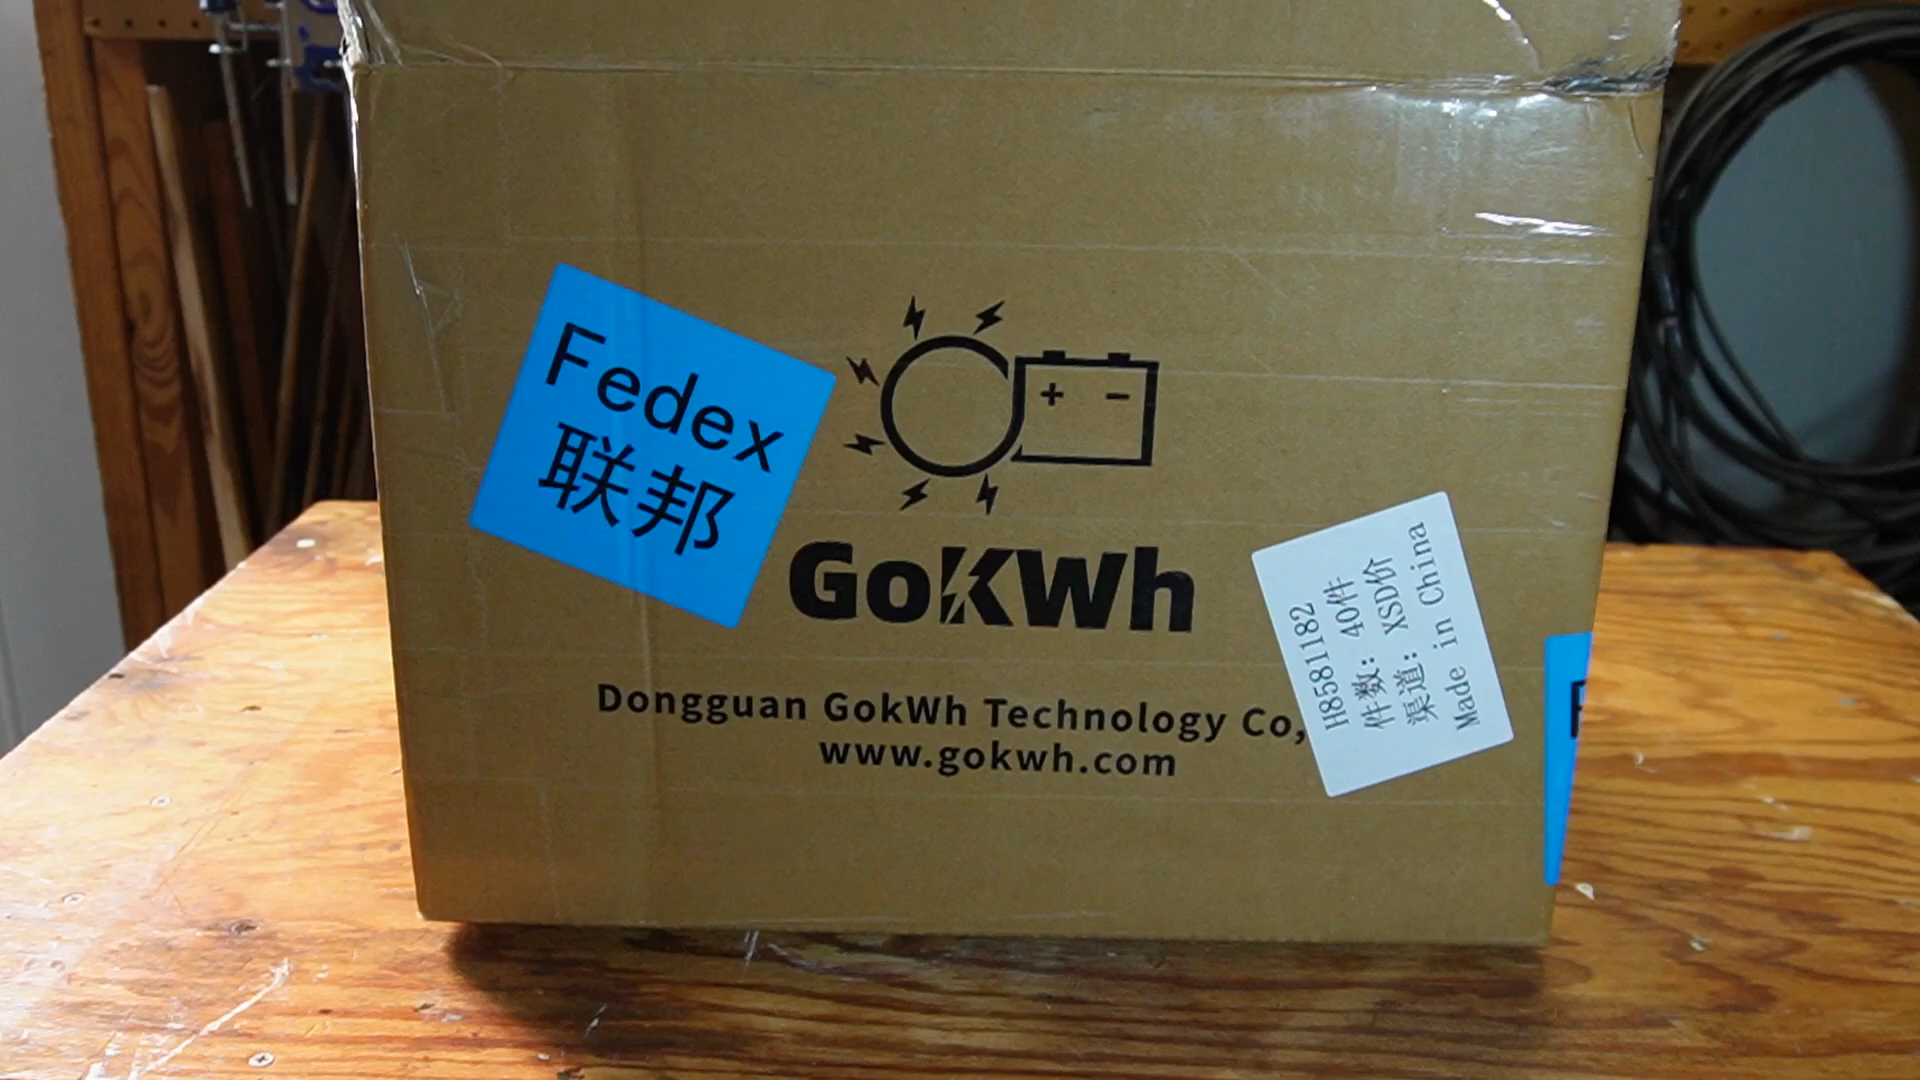 Fedex
联邦
+ -
GoKWh
Dongguan GokWh Technology Co,
www.gokwh.com
H8581182
件数: 40件
渠道: XSD价
Made in China
F